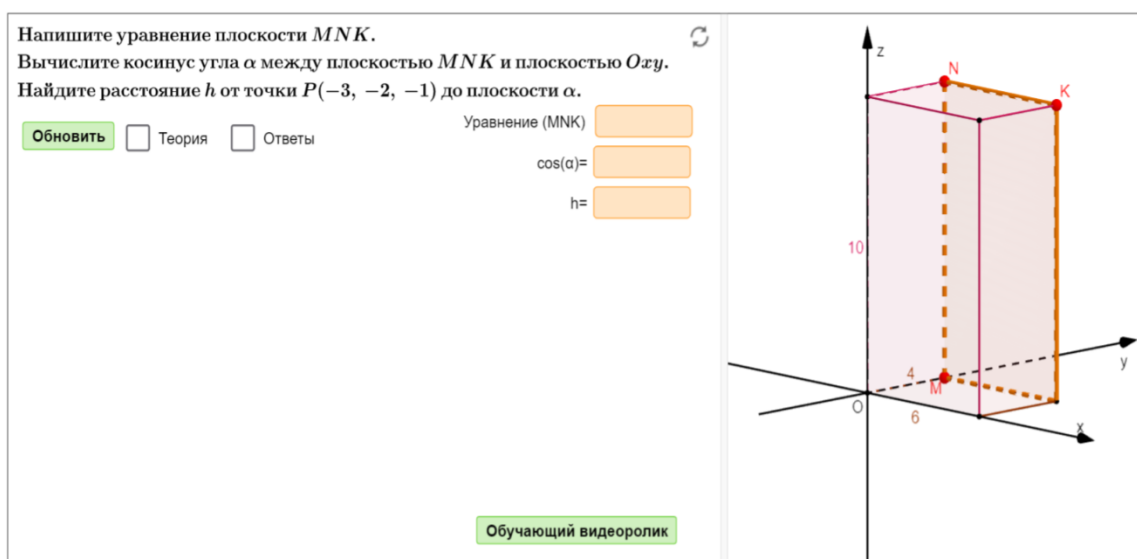 Напишите уравнение плоскости MNK.
Вычислите косинус угла α между плоскостью MNK и плоскостью Oxy.
Найдите расстояние h от точки P(−3, −2, −1) до плоскости α.
Обновить Теория Ответы
Уравнение (MNK)
cos(α)=
h=
Обучающий видеоролик
z
N
K
10
y
4
M
O
6
x